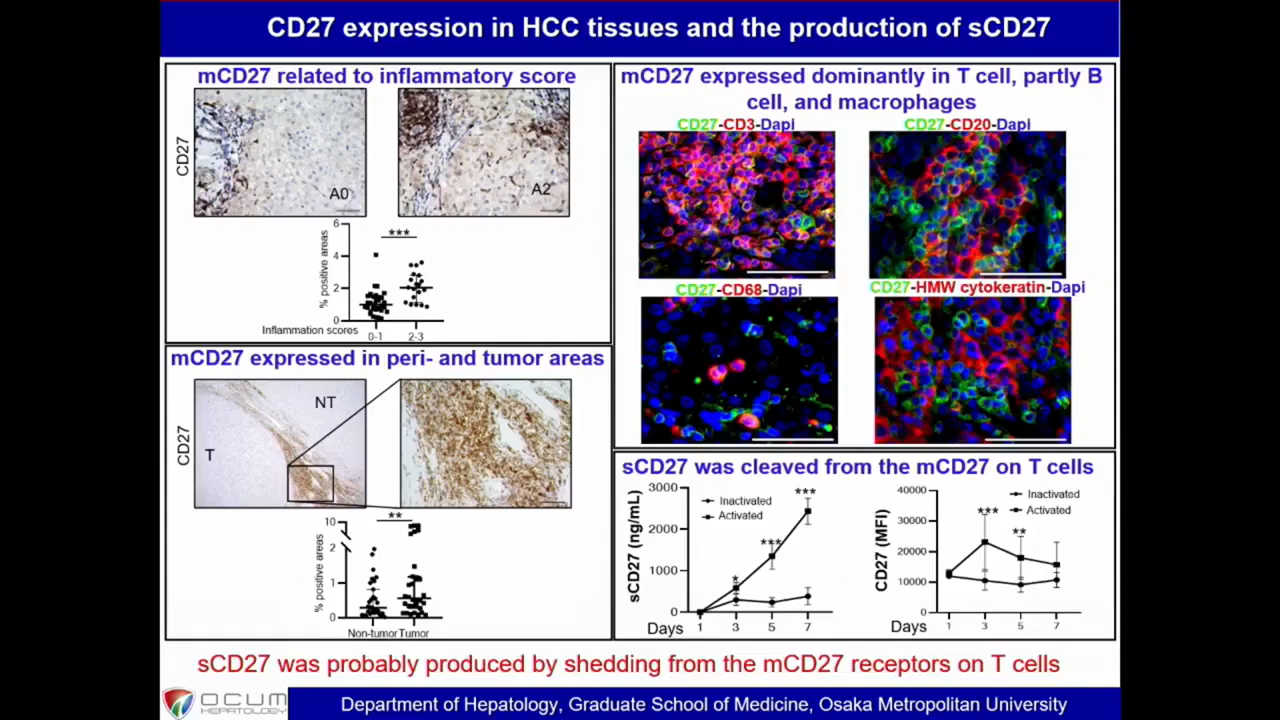 CD27 expression in HCC tissues and the production of sCD27
mCD27 related to inflammatory score
CD27
A0
A2
6
4
2
0
% positive areas
***
Inflammation scores
0-1
2-3
mCD27 expressed in peri- and tumor areas
CD27
NT
T
10
2
1
0
% positive areas
**
Non-tumor Tumor
mCD27 expressed dominantly in T cell, partly B
cell, and macrophages
CD27-CD3-Dapi
CD27-CD20-Dapi
CD27-CD68-Dapi
CD27-HMW cytokeratin-Dapi
sCD27 was cleaved from the mCD27 on T cells
sCD27 (ng/mL)
3000
2000
1000
0
Inactivated
Activated
*
***
***
Days 1 3 5 7
CD27 (MFI)
40000
30000
20000
10000
0
Inactivated
Activated
***
**
Days 1 3 5 7
sCD27 was probably produced by shedding from the mCD27 receptors on T cells
OCUM
HEPATOLOGY
Department of Hepatology, Graduate School of Medicine, Osaka Metropolitan University